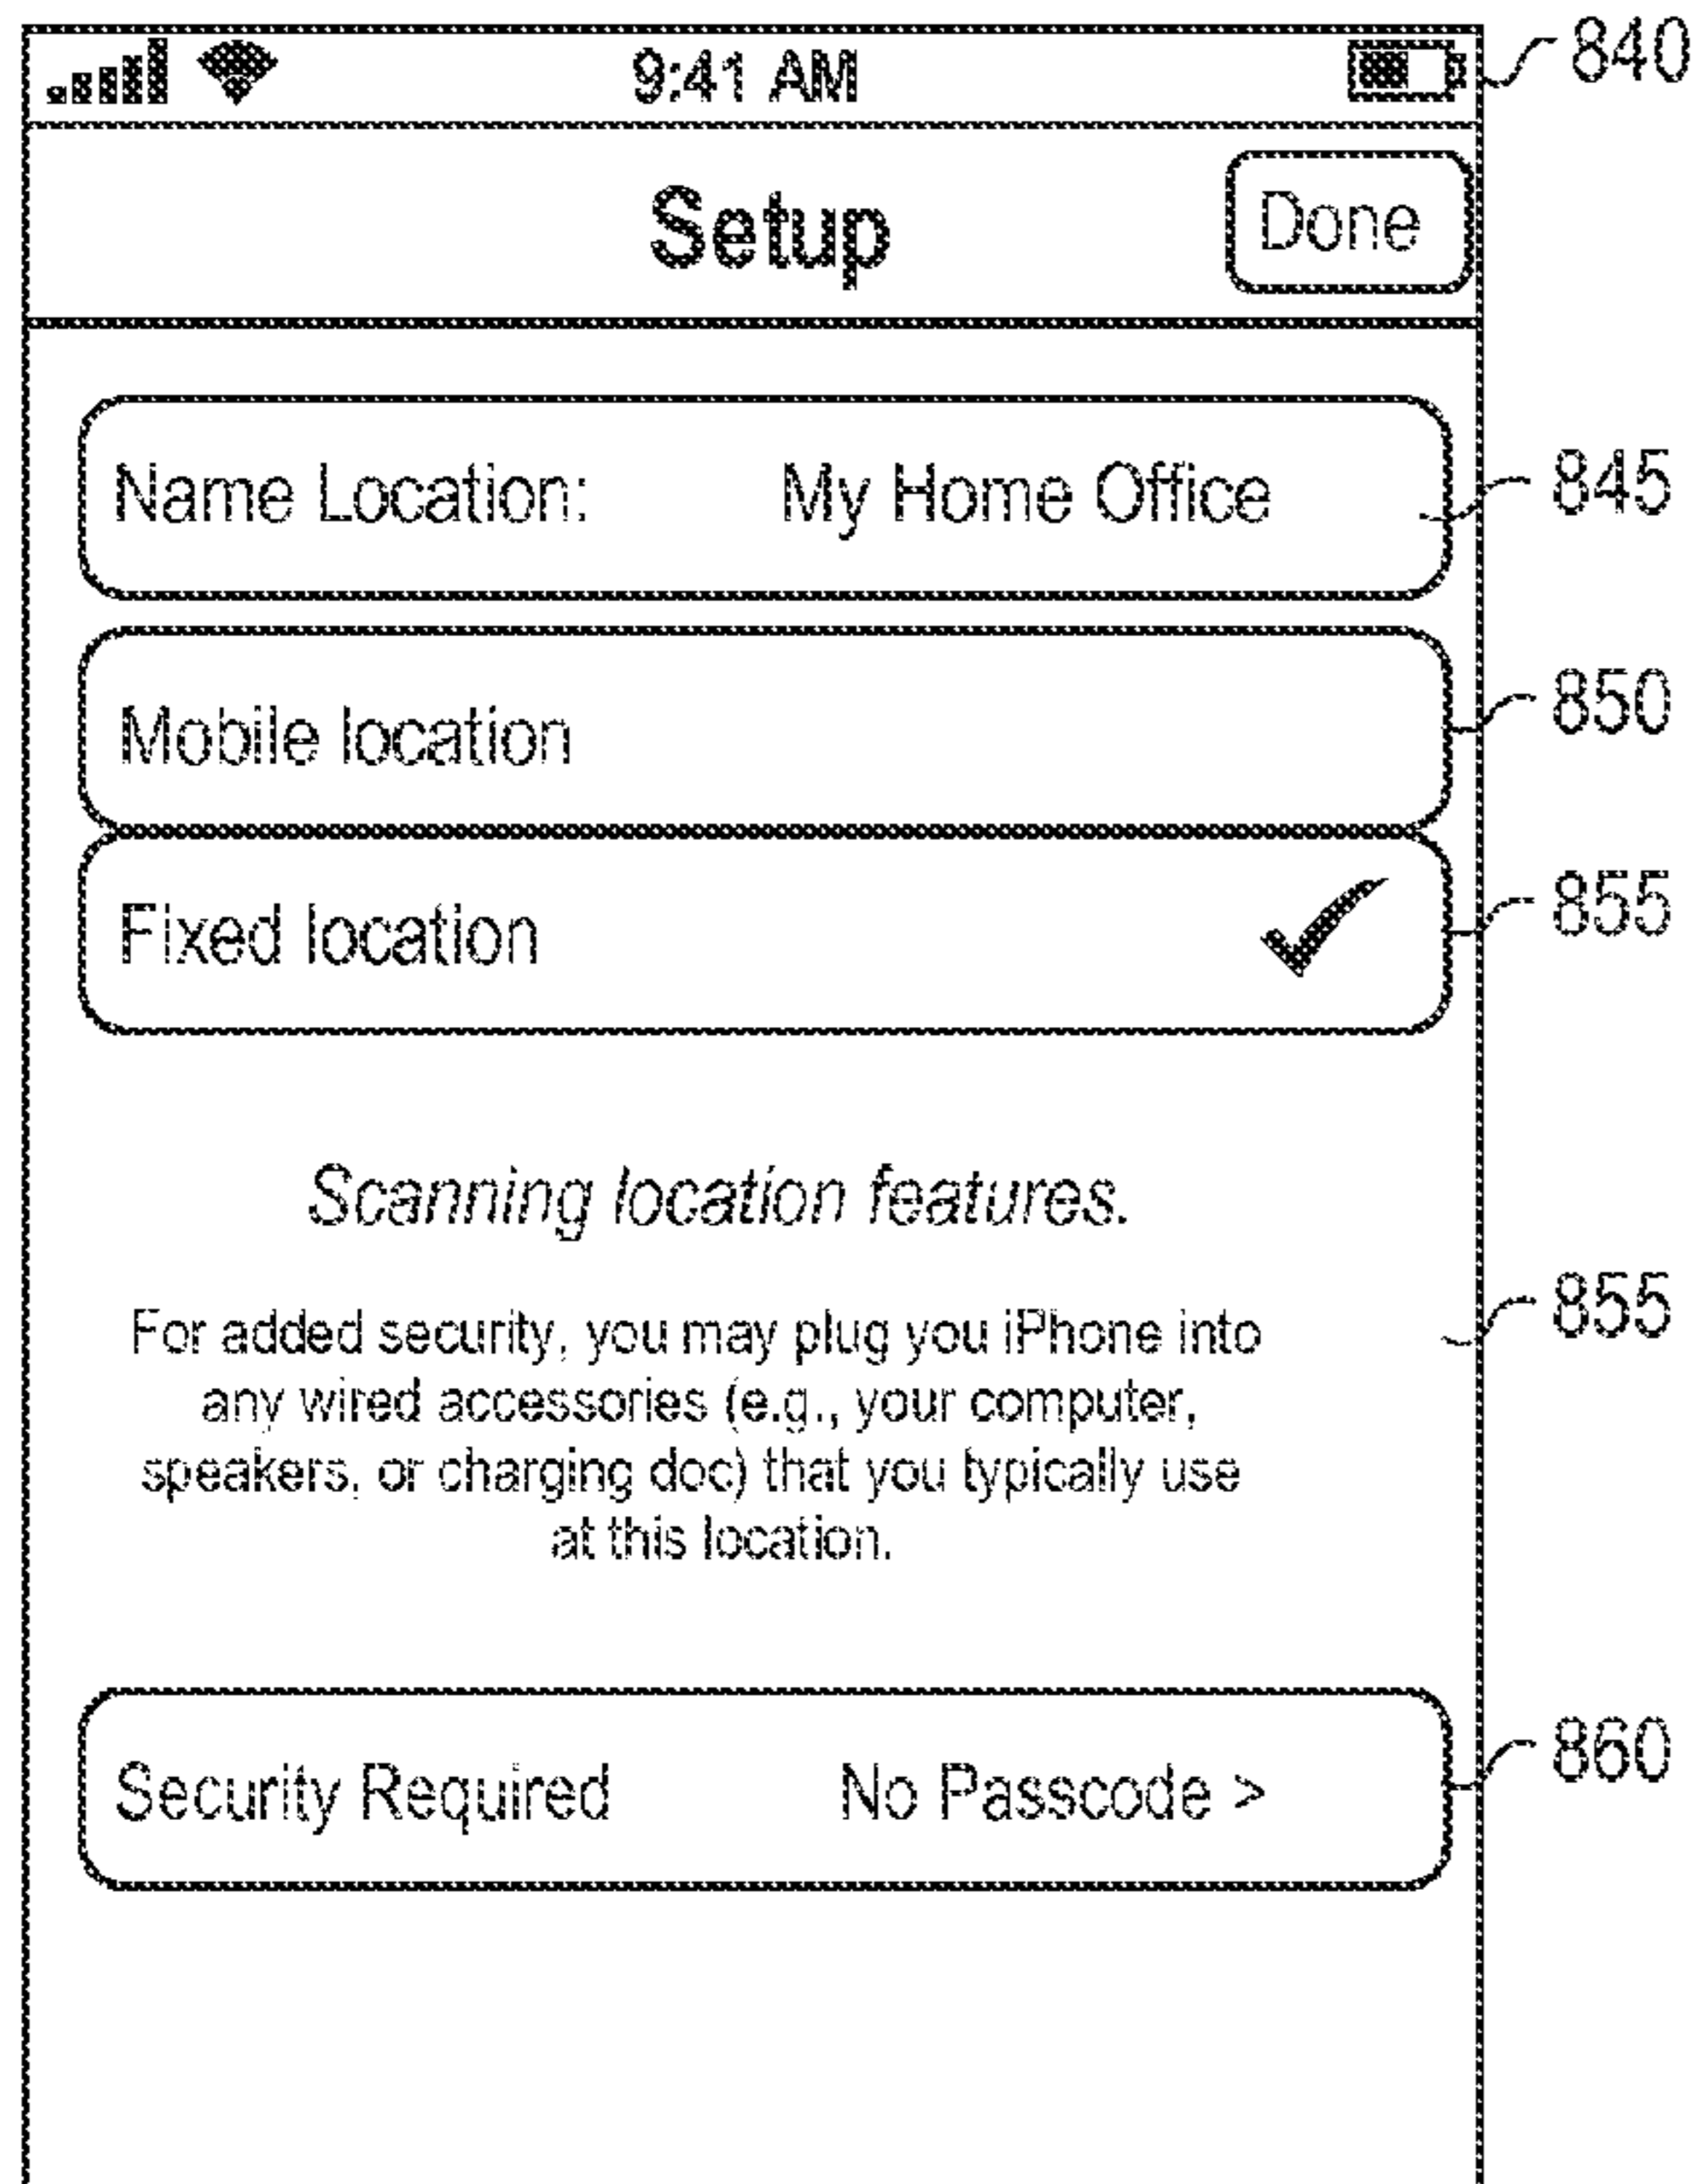 9:41 AM
840
Setup
Done
Name Location: My Home Office
845
Mobile location
850
Fixed location
855
Scanning location features.
For added security, you may plug you iPhone into
855
any wired accessories (e.g., your computer,
speakers, or charging doc) that you typically use
at this location.
Security Required No Passcode >
860